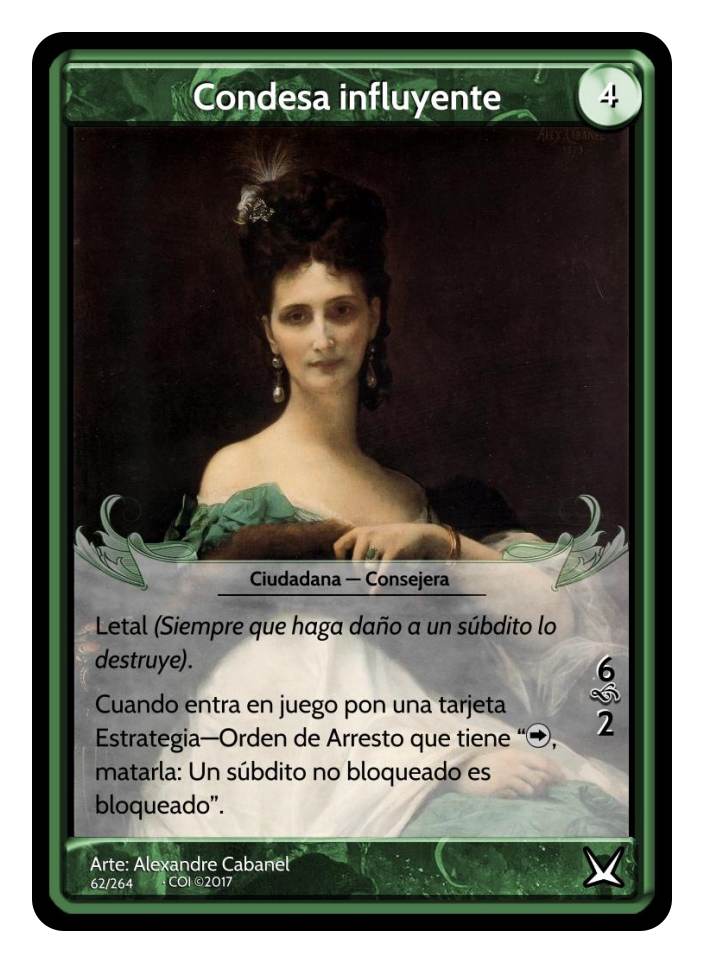 Condesa influyente
4
ALEX CABANEL
Ciudadana — Consejera
Letal (Siempre que haga daño a un súbdito lo
destruye).
Cuando entra en juego pon una tarjeta
Estrategia—Orden de Arresto que tiene “➡,
matarla: Un súbdito no bloqueado es
bloqueado”.
6
2
Arte: Alexandre Cabanel
62/264 · COI ©2017